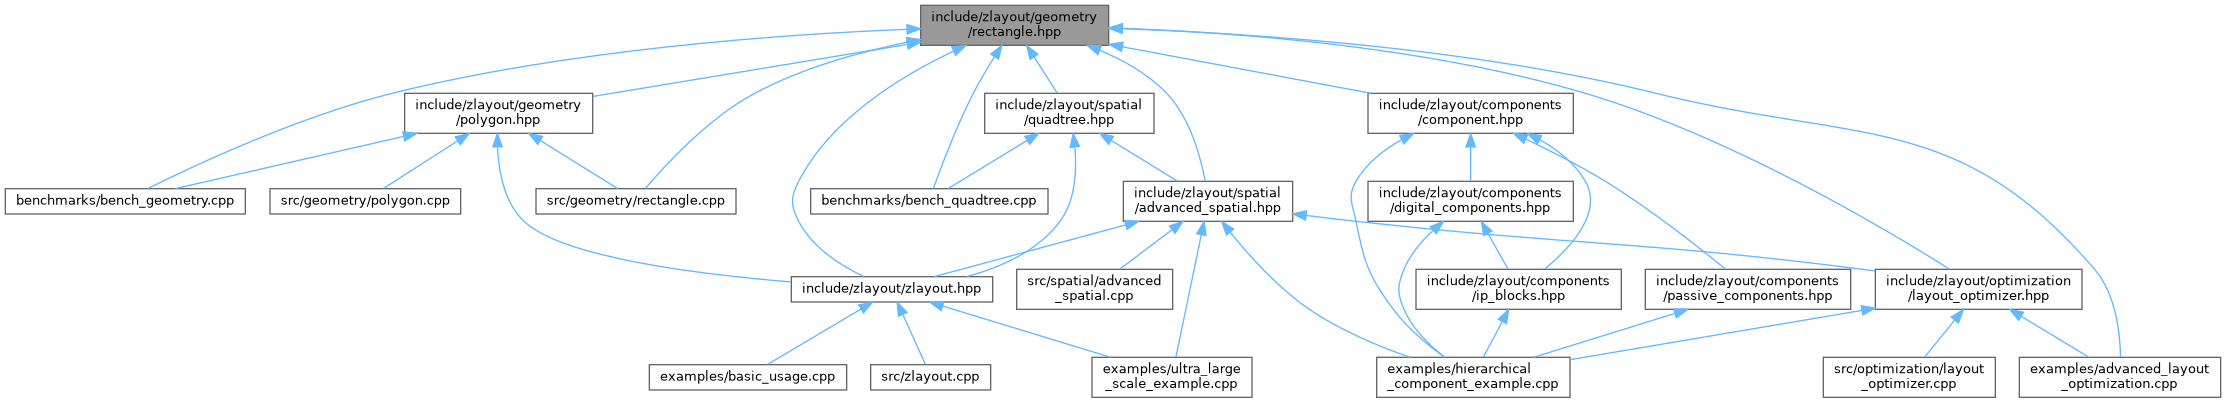 include/zlayout/geometry
/rectangle.hpp
include/zlayout/geometry
/polygon.hpp
include/zlayout/spatial
/quadtree.hpp
include/zlayout/components
/component.hpp
benchmarks/bench_geometry.cpp
src/geometry/polygon.cpp
src/geometry/rectangle.cpp
benchmarks/bench_quadtree.cpp
include/zlayout/spatial
/advanced_spatial.hpp
include/zlayout/components
/digital_components.hpp
include/zlayout/zlayout.hpp
src/spatial/advanced
_spatial.cpp
include/zlayout/components
/ip_blocks.hpp
include/zlayout/components
/passive_components.hpp
include/zlayout/optimization
/layout_optimizer.hpp
examples/basic_usage.cpp
src/zlayout.cpp
examples/ultra_large
_scale_example.cpp
examples/hierarchical
_component_example.cpp
src/optimization/layout
_optimizer.cpp
examples/advanced_layout
_optimization.cpp